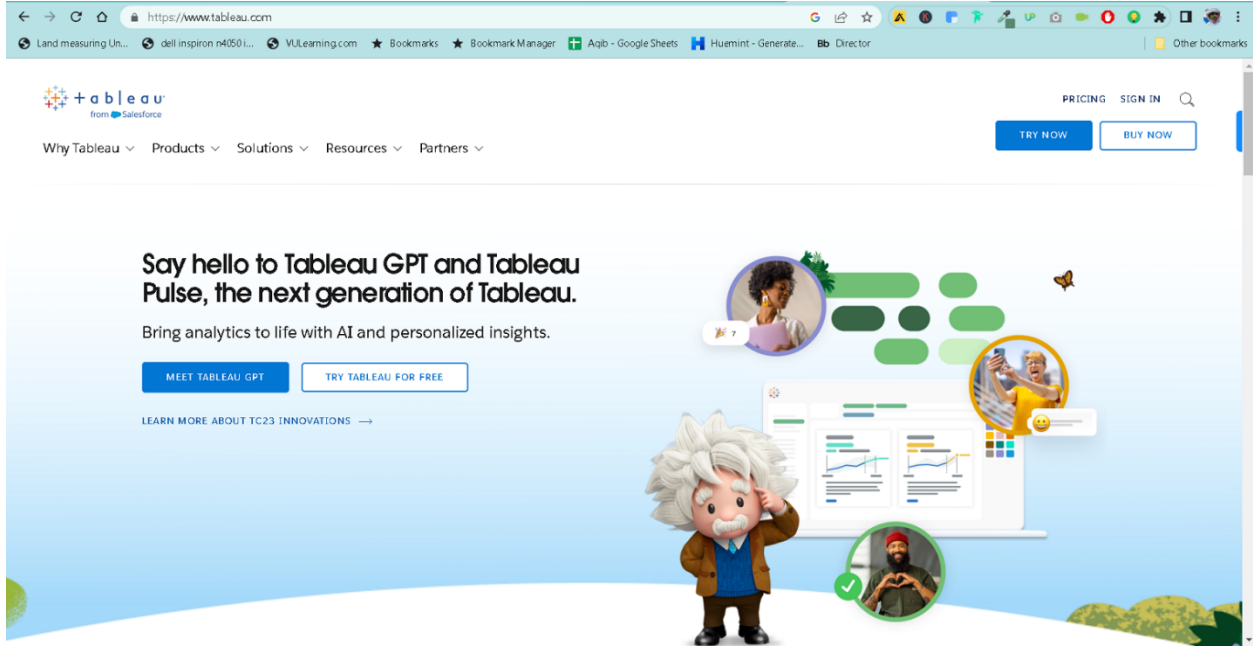 https://www.tableau.com
Land measuring Un... dell inspiron n4050 i... VULearning.com Bookmarks Bookmark Manager Aqib - Google Sheets Huemint - Generate... Bb Director Other bookmarks
+ a b | e a u
from Salesforce
PRICING SIGN IN
TRY NOW BUY NOW
Why Tableau Products Solutions Resources Partners
Say hello to Tableau GPT and Tableau
Pulse, the next generation of Tableau.
Bring analytics to life with AI and personalized insights.
7
MEET TABLEAU GPT TRY TABLEAU FOR FREE
LEARN MORE ABOUT TC23 INNOVATIONS →